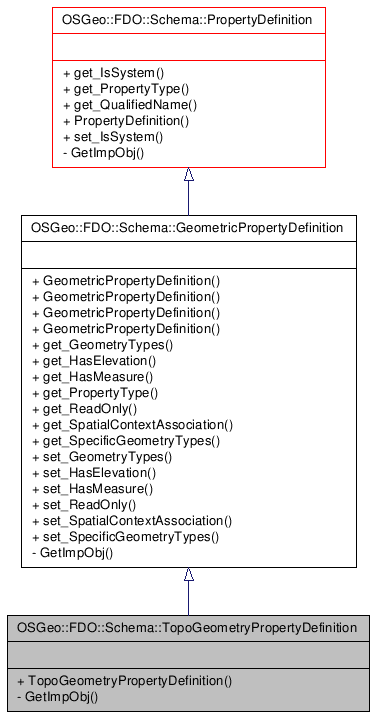 OSGeo::FDO::Schema::PropertyDefinition
+ get_IsSystem()
+ get_PropertyType()
+ get_QualifiedName()
+ PropertyDefinition()
+ set_IsSystem()
- GetImpObj()
OSGeo::FDO::Schema::GeometricPropertyDefinition
+ GeometricPropertyDefinition()
+ GeometricPropertyDefinition()
+ GeometricPropertyDefinition()
+ GeometricPropertyDefinition()
+ get_GeometryTypes()
+ get_HasElevation()
+ get_HasMeasure()
+ get_PropertyType()
+ get_ReadOnly()
+ get_SpatialContextAssociation()
+ get_SpecificGeometryTypes()
+ set_GeometryTypes()
+ set_HasElevation()
+ set_HasMeasure()
+ set_ReadOnly()
+ set_SpatialContextAssociation()
+ set_SpecificGeometryTypes()
- GetImpObj()
OSGeo::FDO::Schema::TopoGeometryPropertyDefinition
+ TopoGeometryPropertyDefinition()
- GetImpObj()